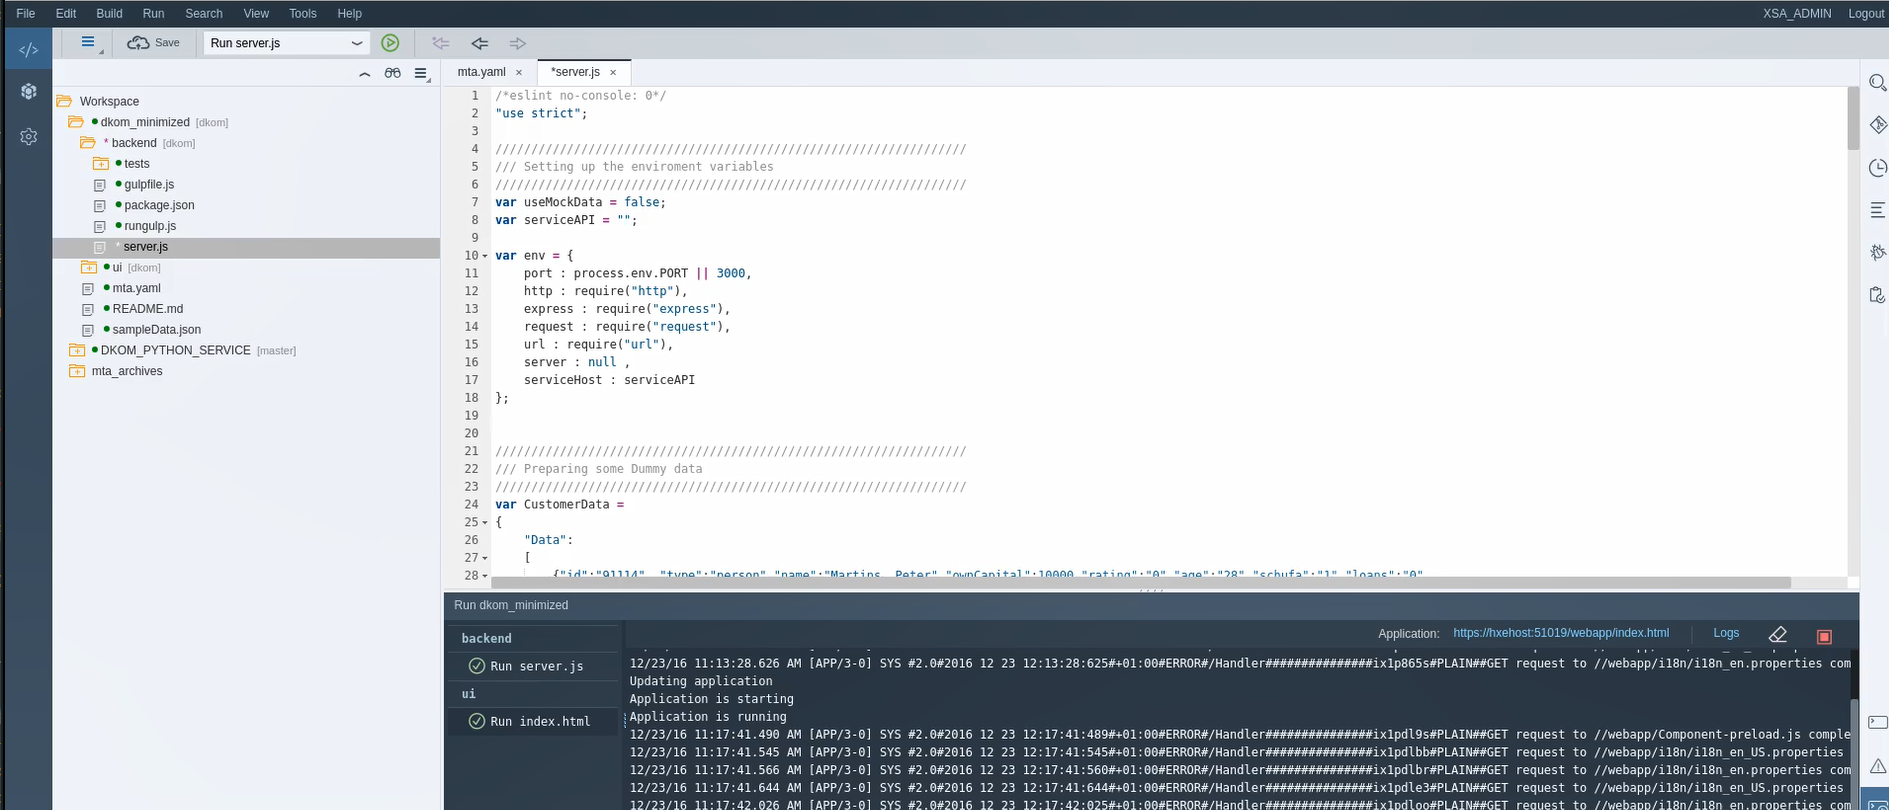 File Edit Build Run Search View Tools Help XSA_ADMIN Logout
Save Run server.js
Workspace
dkom_minimized [dkom]
* backend [dkom]
tests
gulpfile.js
package.json
rungulp.js
* server.js
ui [dkom]
mta.yaml
README.md
sampleData.json
DKOM_PYTHON_SERVICE [master]
mta_archives
mta.yaml × *server.js ×
1 /*eslint no-console: 0*/
2 "use strict";
3
4 //////////////////////////////////////////////////////////////////
5 /// Setting up the enviroment variables
6 //////////////////////////////////////////////////////////////////
7 var useMockData = false;
8 var serviceAPI = "";
9
10 var env = {
11 port : process.env.PORT || 3000,
12 http : require("http"),
13 express : require("express"),
14 request : require("request"),
15 url : require("url"),
16 server : null ,
17 serviceHost : serviceAPI
18 };
19
20
21 //////////////////////////////////////////////////////////////////
22 /// Preparing some Dummy data
23 //////////////////////////////////////////////////////////////////
24 var CustomerData =
25 {
26 "Data":
27 [
28 {"id":"91114", "type":"person","name":"Martins, Peter","ownCapital":10000,"rating":"0","age":"28","schufa":"1","loans":"0"
Run dkom_minimized
backend
Run server.js
ui
Run index.html
Application: https://hxehost:51019/webapp/index.html Logs
12/23/16 11:13:28.626 AM [APP/3-0] SYS #2.0#2016 12 23 12:13:28:625#+01:00#ERROR#/Handler###############ix1p865s#PLAIN##GET request to //webapp/i18n/i18n_en.properties com
Updating application
Application is starting
Application is running
12/23/16 11:17:41.490 AM [APP/3-0] SYS #2.0#2016 12 23 12:17:41:489#+01:00#ERROR#/Handler###############ix1pdl9s#PLAIN##GET request to //webapp/Component-preload.js comple
12/23/16 11:17:41.545 AM [APP/3-0] SYS #2.0#2016 12 23 12:17:41:545#+01:00#ERROR#/Handler###############ix1pdlbb#PLAIN##GET request to //webapp/i18n/i18n_en_US.properties
12/23/16 11:17:41.566 AM [APP/3-0] SYS #2.0#2016 12 23 12:17:41:560#+01:00#ERROR#/Handler###############ix1pdlbr#PLAIN##GET request to //webapp/i18n/i18n_en.properties com
12/23/16 11:17:41.644 AM [APP/3-0] SYS #2.0#2016 12 23 12:17:41:644#+01:00#ERROR#/Handler###############ix1pdle3#PLAIN##GET request to //webapp/i18n/i18n_en_US.properties
12/23/16 11:17:42.026 AM [APP/3-0] SYS #2.0#2016 12 23 12:17:42:025#+01:00#ERROR#/Handler###############ix1pdloo#PLAIN##GET request to //webapp/i18n/i18n_en.properties com